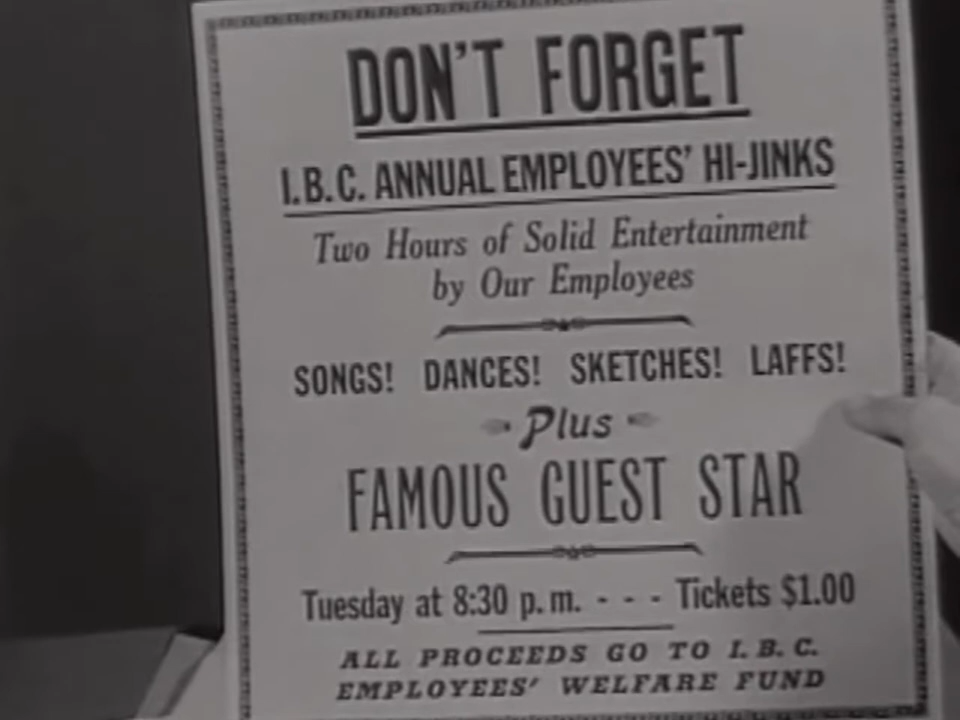 DON'T FORGET
I.B.C. ANNUAL EMPLOYEES' HI-JINKS
Two Hours of Solid Entertainment
by Our Employees
SONGS! DANCES! SKETCHES! LAFFS!
Plus
FAMOUS GUEST STAR
Tuesday at 8:30 p.m. - - - Tickets $1.00
ALL PROCEEDS GO TO I.B.C.
EMPLOYEES' WELFARE FUND